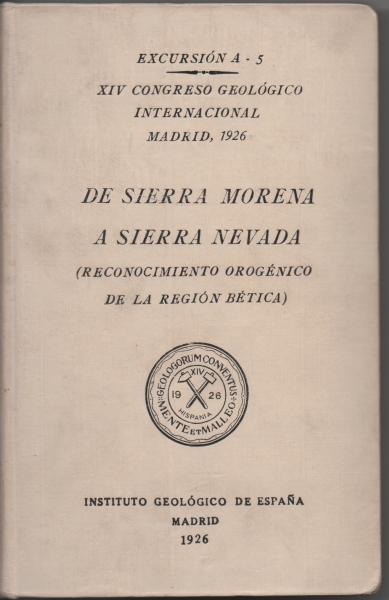 EXCURSIÓN A - 5
XIV CONGRESO GEOLÓGICO
INTERNACIONAL
MADRID, 1926
DE SIERRA MORENA
A SIERRA NEVADA
(RECONOCIMIENTO OROGÉNICO
DE LA REGIÓN BÉTICA)
GEOLOGORUM CONVENTUS
XIV
19 26
HISPANIA
MENTE ET MALLEO
INSTITUTO GEOLÓGICO DE ESPAÑA
MADRID
1926